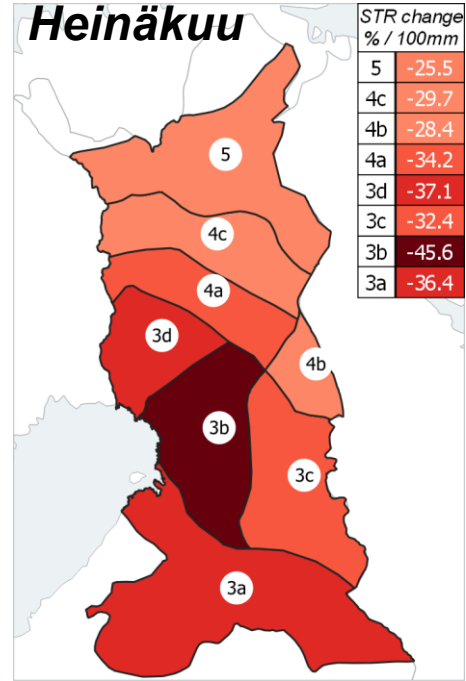 Heinäkuu
STR change
% / 100mm
5 -25.5
4c -29.7
4b -28.4
4a -34.2
3d -37.1
3c -32.4
3b -45.6
3a -36.4
5
4c
4a
3d
4b
3b
3c
3a